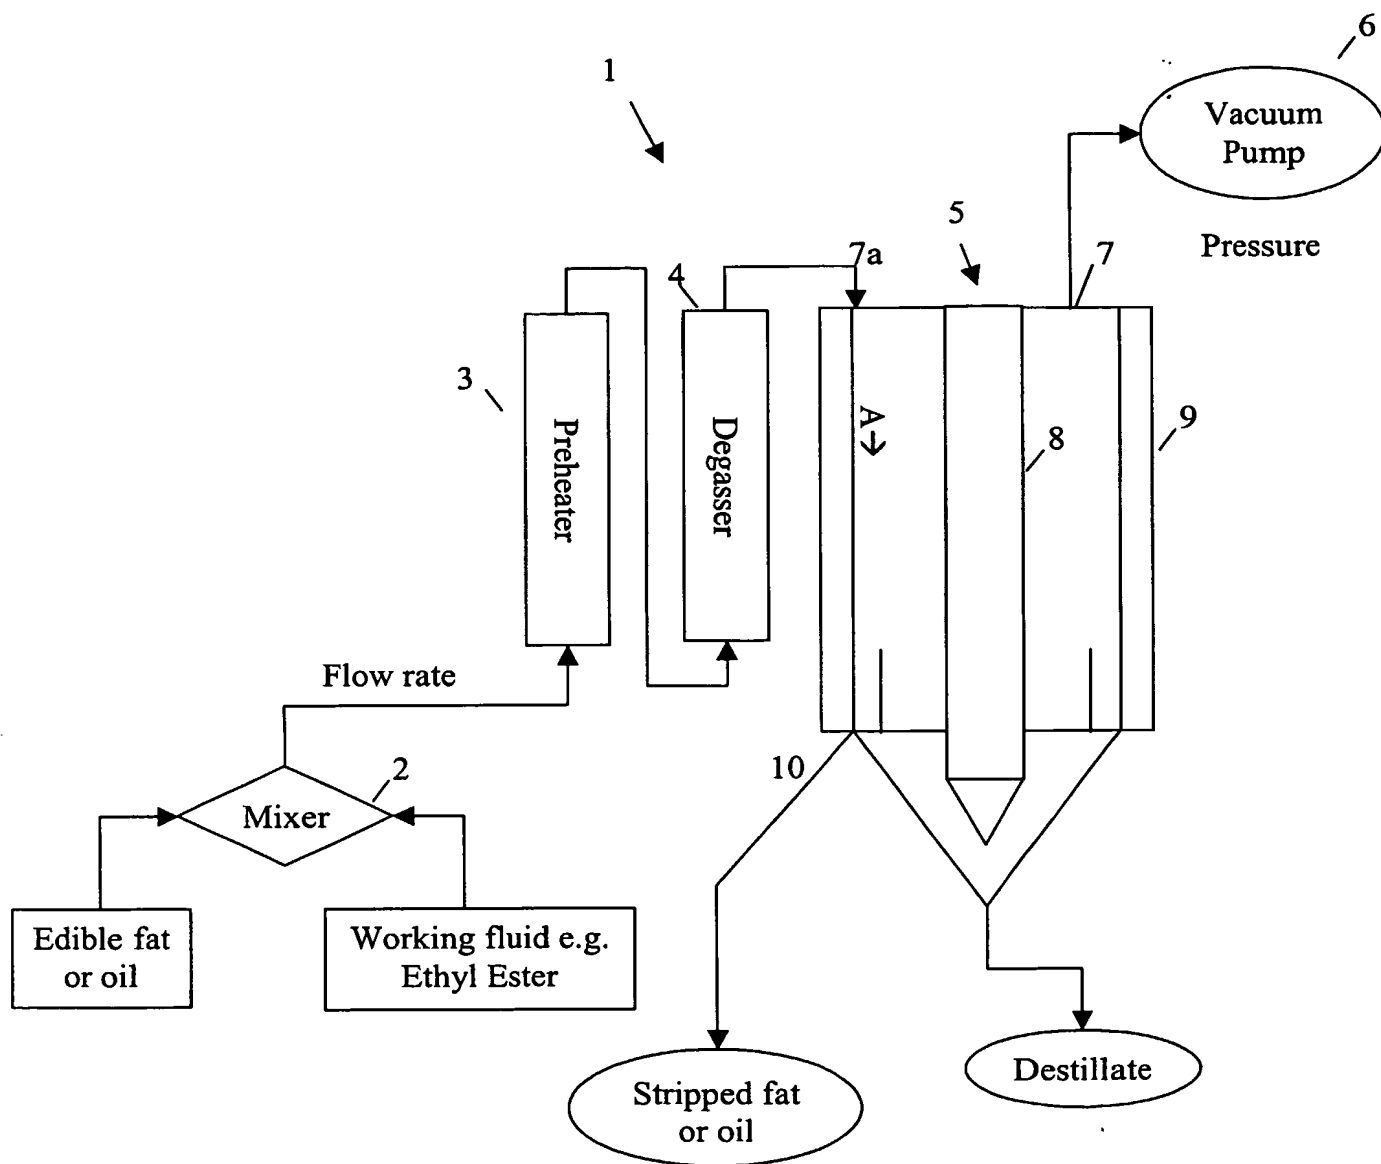 6
1
Vacuum
Pump
5
Pressure
7a
7
4
3
Preheater
Degasser
A
8
9
Flow rate
2
10
Mixer
Edible fat
or oil
Working fluid e.g.
Ethyl Ester
Stripped fat
or oil
Destillate